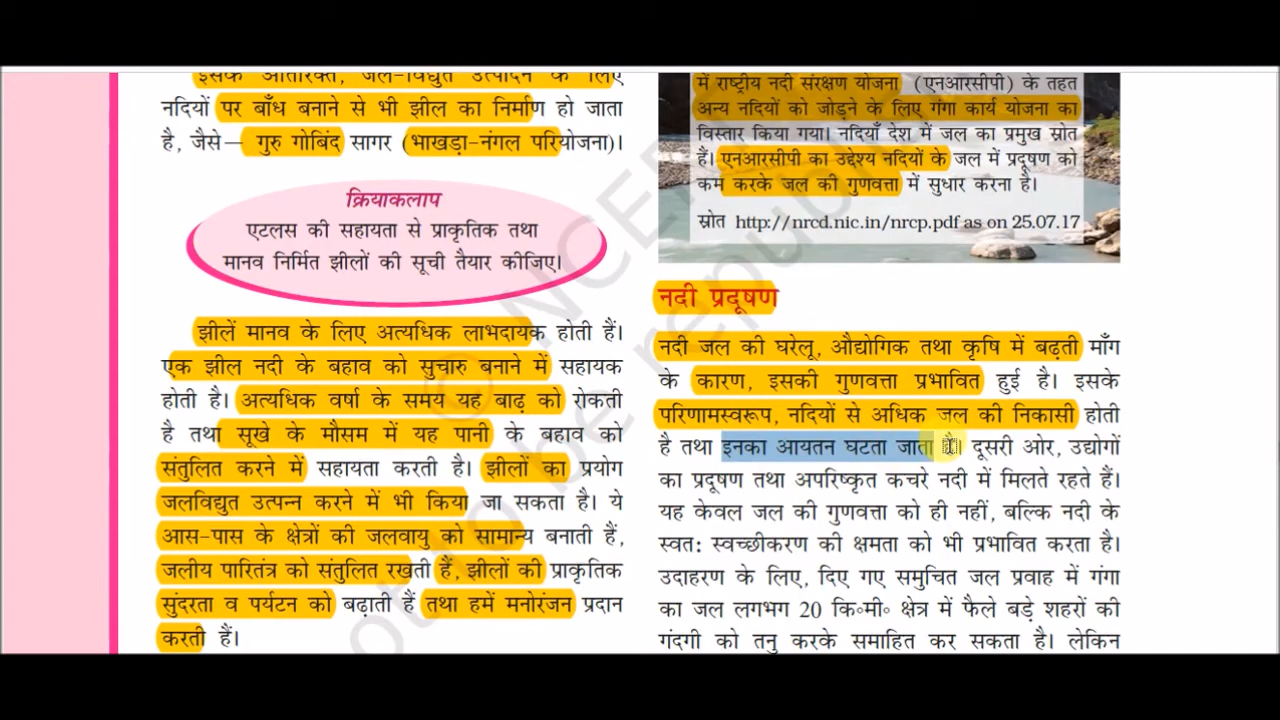 इसके अतिरिक्त, जल-विद्युत उत्पादन के लिए
नदियों पर बाँध बनाने से भी झील का निर्माण हो जाता
है, जैसे— गुरु गोबिंद सागर (भाखड़ा-नंगल परियोजना)।
क्रियाकलाप
एटलस की सहायता से प्राकृतिक तथा
मानव निर्मित झीलों की सूची तैयार कीजिए।
झीलें मानव के लिए अत्यधिक लाभदायक होती हैं।
एक झील नदी के बहाव को सुचारु बनाने में सहायक
होती है। अत्यधिक वर्षा के समय यह बाढ़ को रोकती
है तथा सूखे के मौसम में यह पानी के बहाव को
संतुलित करने में सहायता करती है। झीलों का प्रयोग
जलविद्युत उत्पन्न करने में भी किया जा सकता है। ये
आस-पास के क्षेत्रों की जलवायु को सामान्य बनाती हैं,
जलीय पारितंत्र को संतुलित रखती हैं, झीलों की प्राकृतिक
सुंदरता व पर्यटन को बढ़ाती हैं तथा हमें मनोरंजन प्रदान
करती हैं।
में राष्ट्रीय नदी संरक्षण योजना (एनआरसीपी) के तहत
अन्य नदियों को जोड़ने के लिए गंगा कार्य योजना का
विस्तार किया गया। नदियाँ देश में जल का प्रमुख स्रोत
हैं। एनआरसीपी का उद्देश्य नदियों के जल में प्रदूषण को
कम करके जल की गुणवत्ता में सुधार करना है।
स्रोत http://nrcd.nic.in/nrcp.pdf as on 25.07.17
नदी प्रदूषण
नदी जल की घरेलू, औद्योगिक तथा कृषि में बढ़ती माँग
के कारण, इसकी गुणवत्ता प्रभावित हुई है। इसके
परिणामस्वरूप, नदियों से अधिक जल की निकासी होती
है तथा इनका आयतन घटता जाता है। दूसरी ओर, उद्योगों
का प्रदूषण तथा अपरिष्कृत कचरे नदी में मिलते रहते हैं।
यह केवल जल की गुणवत्ता को ही नहीं, बल्कि नदी के
स्वतः स्वच्छीकरण की क्षमता को भी प्रभावित करता है।
उदाहरण के लिए, दिए गए समुचित जल प्रवाह में गंगा
का जल लगभग 20 कि॰मी॰ क्षेत्र में फैले बड़े शहरों की
गंदगी को तनु करके समाहित कर सकता है। लेकिन
© NCER
ot to be republi